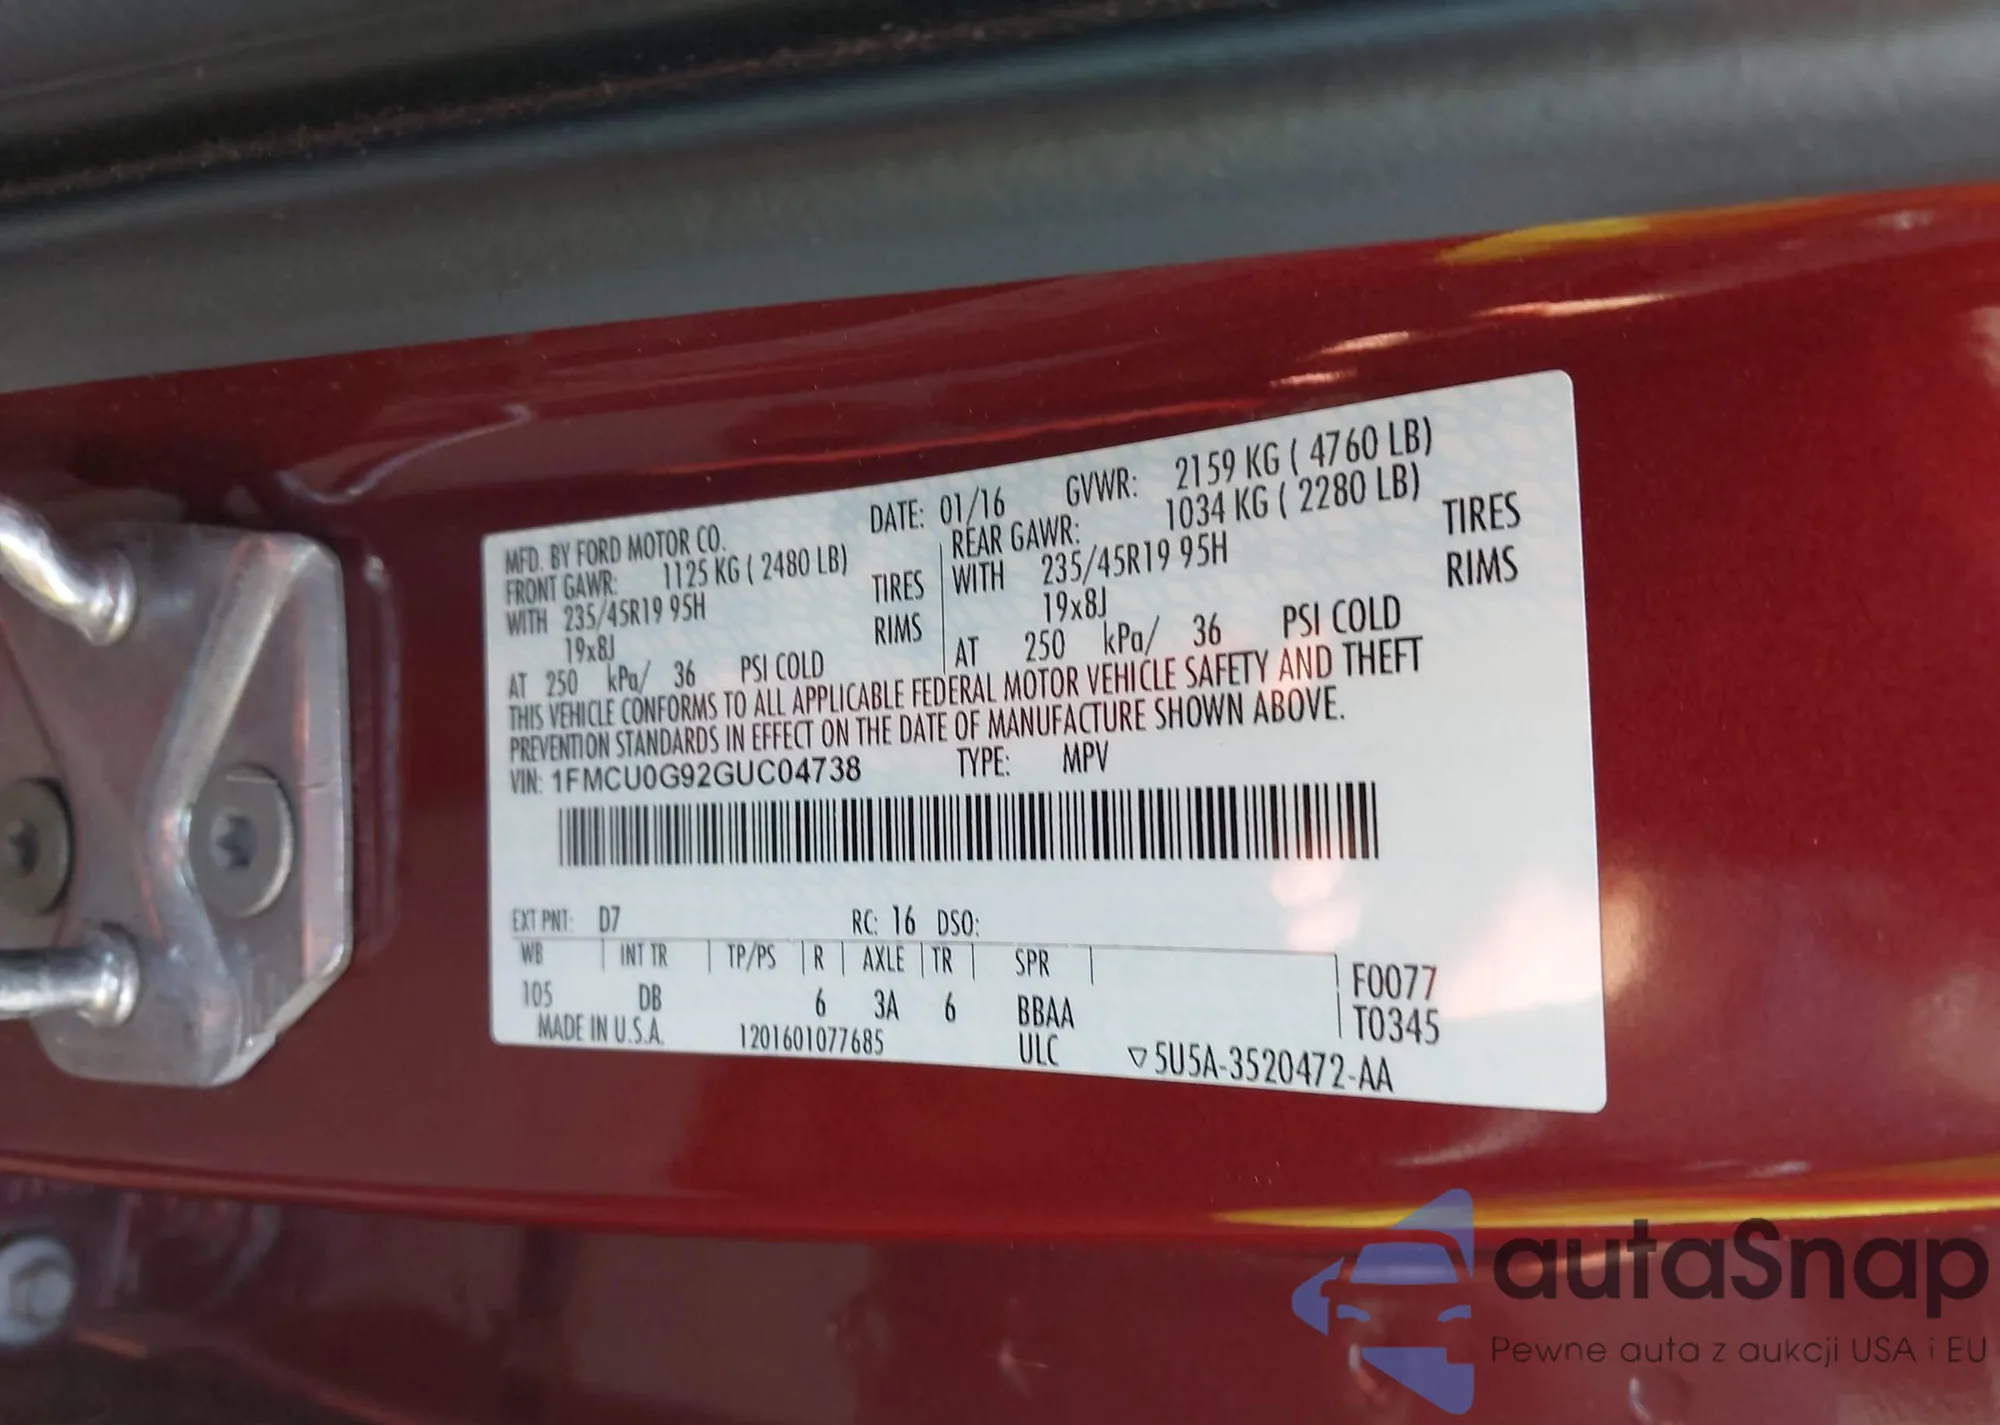 MFD. BY FORD MOTOR CO. DATE: 01/16 GVWR: 2159 KG ( 4760 LB)
FRONT GAWR: 1125 KG ( 2480 LB) REAR GAWR: 1034 KG ( 2280 LB)
WITH 235/45R19 95H TIRES WITH 235/45R19 95H TIRES
19x8J RIMS 19x8J RIMS
AT 250 kPa/ 36 PSI COLD AT 250 kPa/ 36 PSI COLD
THIS VEHICLE CONFORMS TO ALL APPLICABLE FEDERAL MOTOR VEHICLE SAFETY AND THEFT
PREVENTION STANDARDS IN EFFECT ON THE DATE OF MANUFACTURE SHOWN ABOVE.
VIN: 1FMCU0G92GUC04738 TYPE: MPV
EXT PNT: D7 RC: 16 DSO:
WB INT TR TP/PS R AXLE TR SPR
105 DB 6 3A 6 BBAA F0077
MADE IN U.S.A. 1201601077685 ULC T0345
▽5U5A-3520472-AA
autaSnap
Pewne auta z aukcji USA i EU